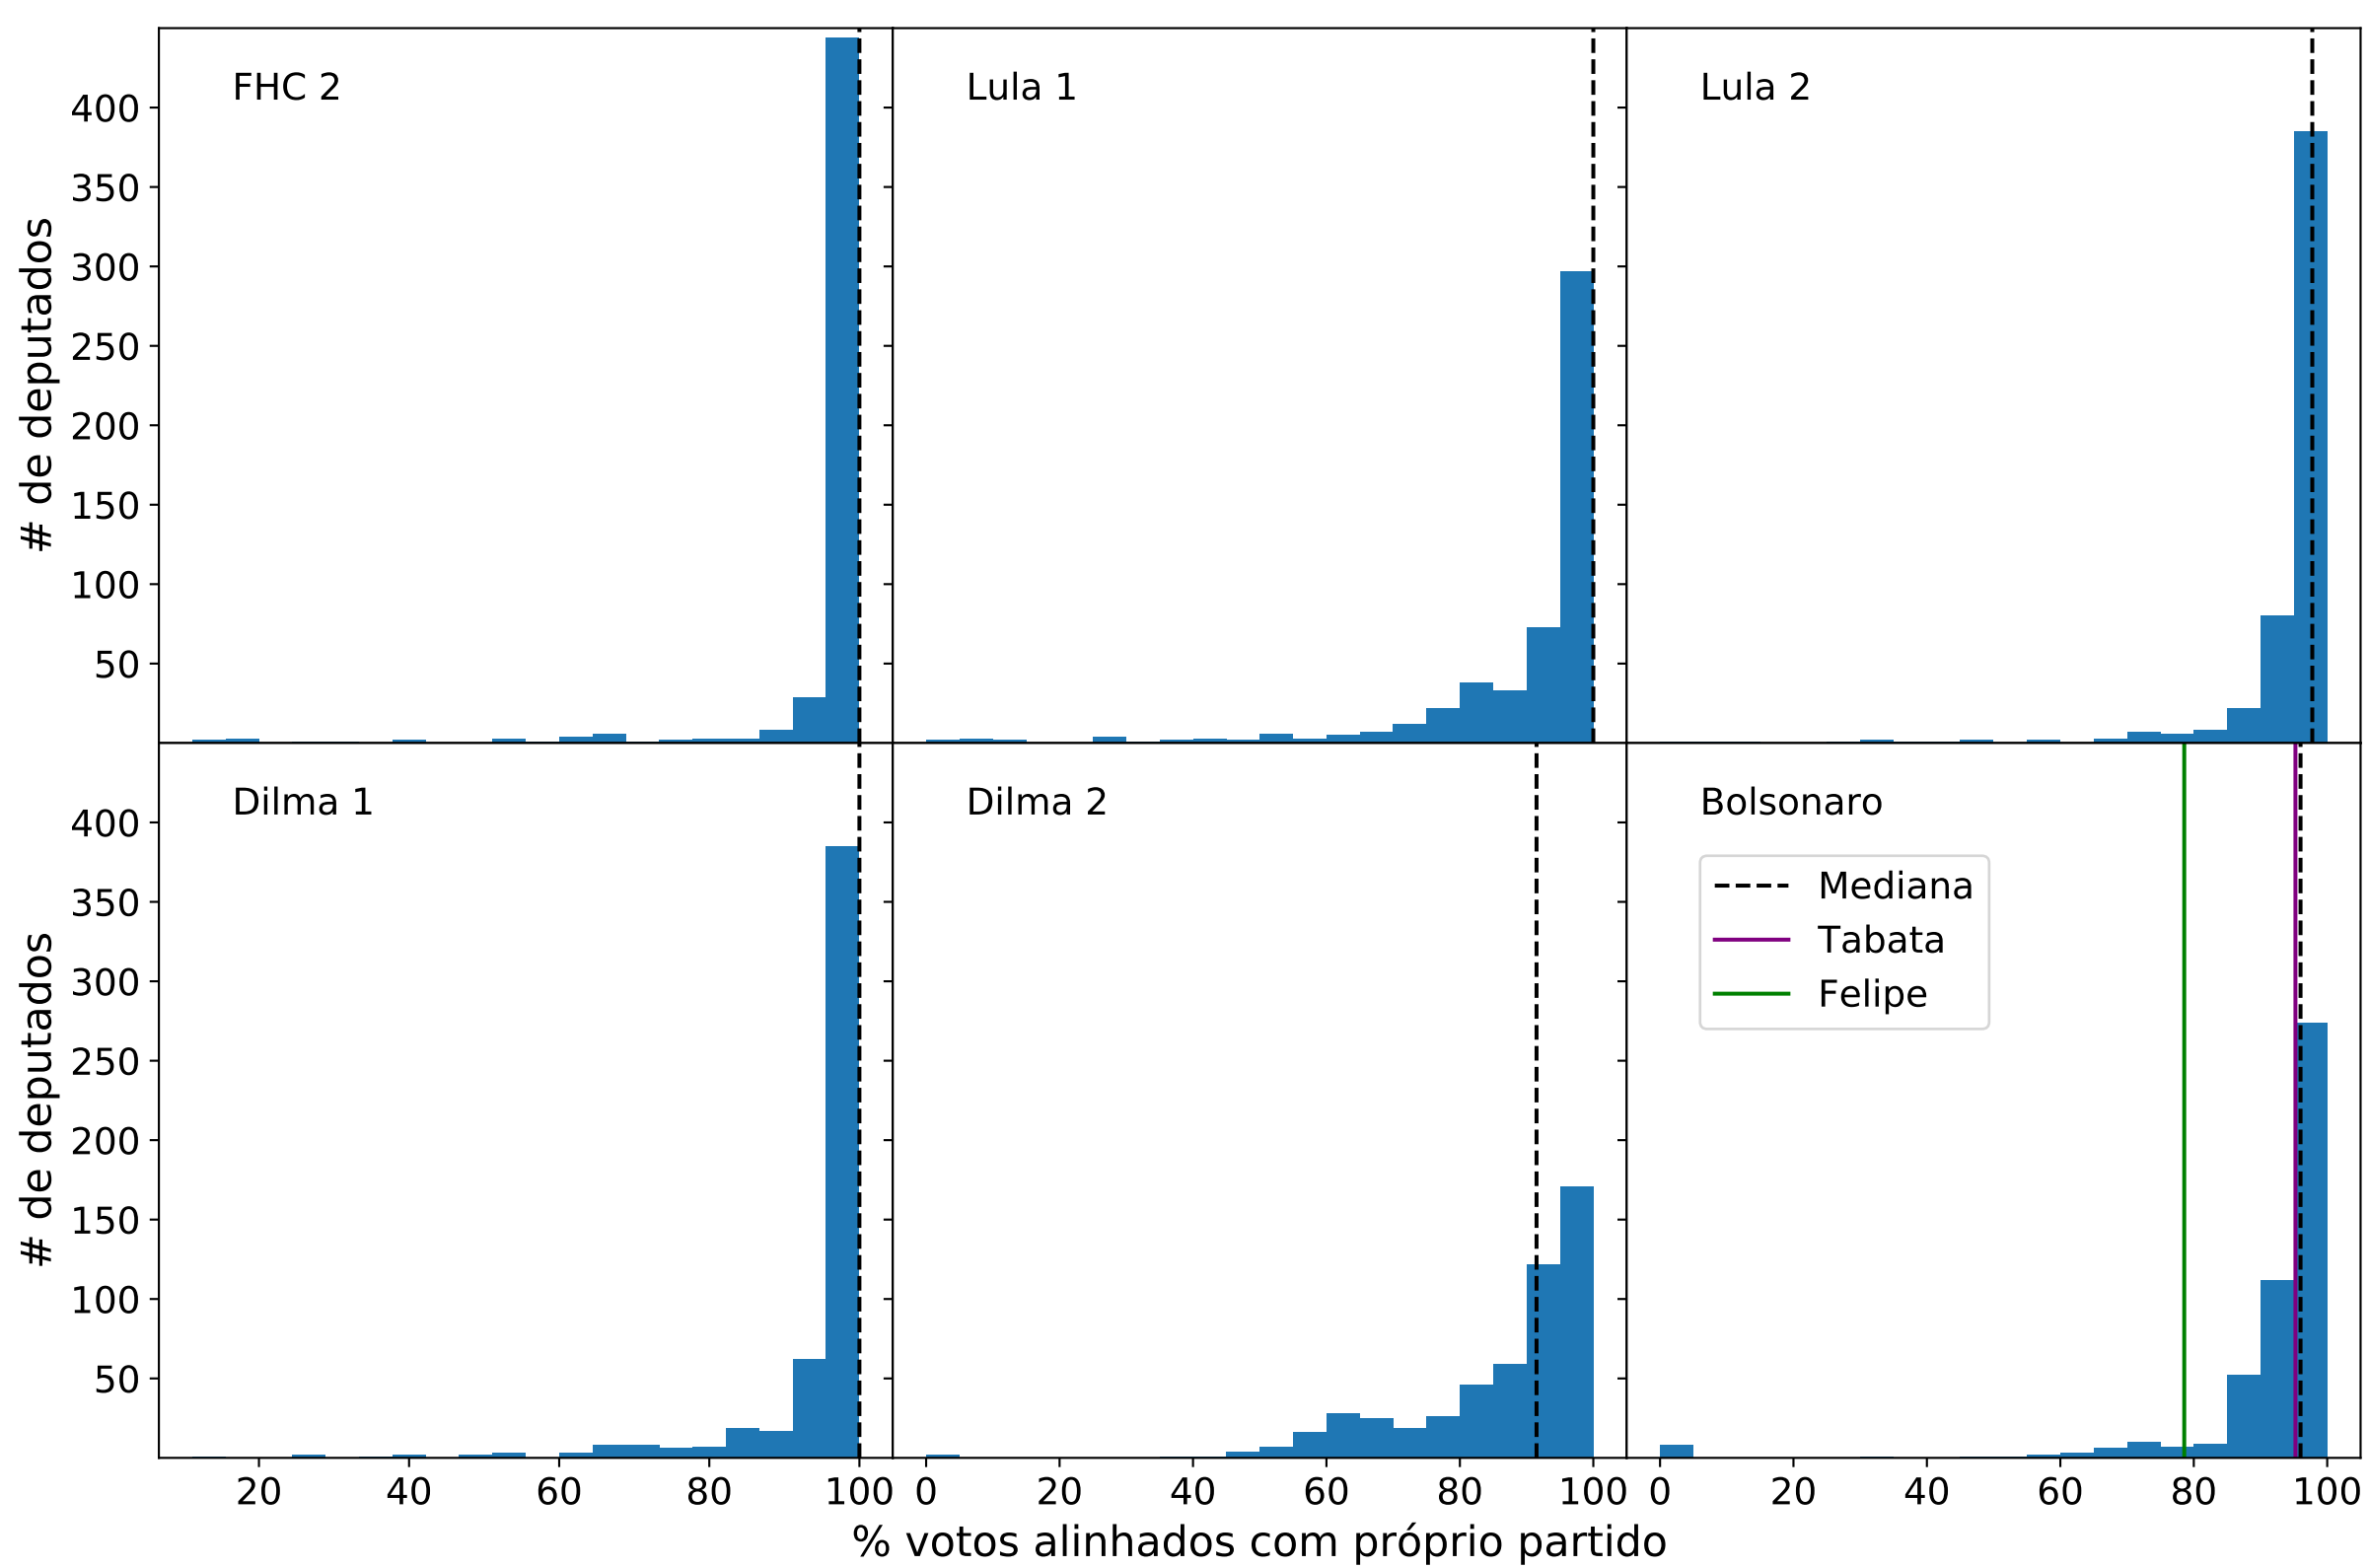 FHC 2
Lula 1
Lula 2
400
350
300
250
200
150
100
50
# de deputados
Dilma 1
Dilma 2
Bolsonaro
Mediana
Tabata
Felipe
400
350
300
250
200
150
100
50
# de deputados
20 40 60 80 100
0 20 40 60 80 100
0 20 40 60 80 100
% votos alinhados com próprio partido